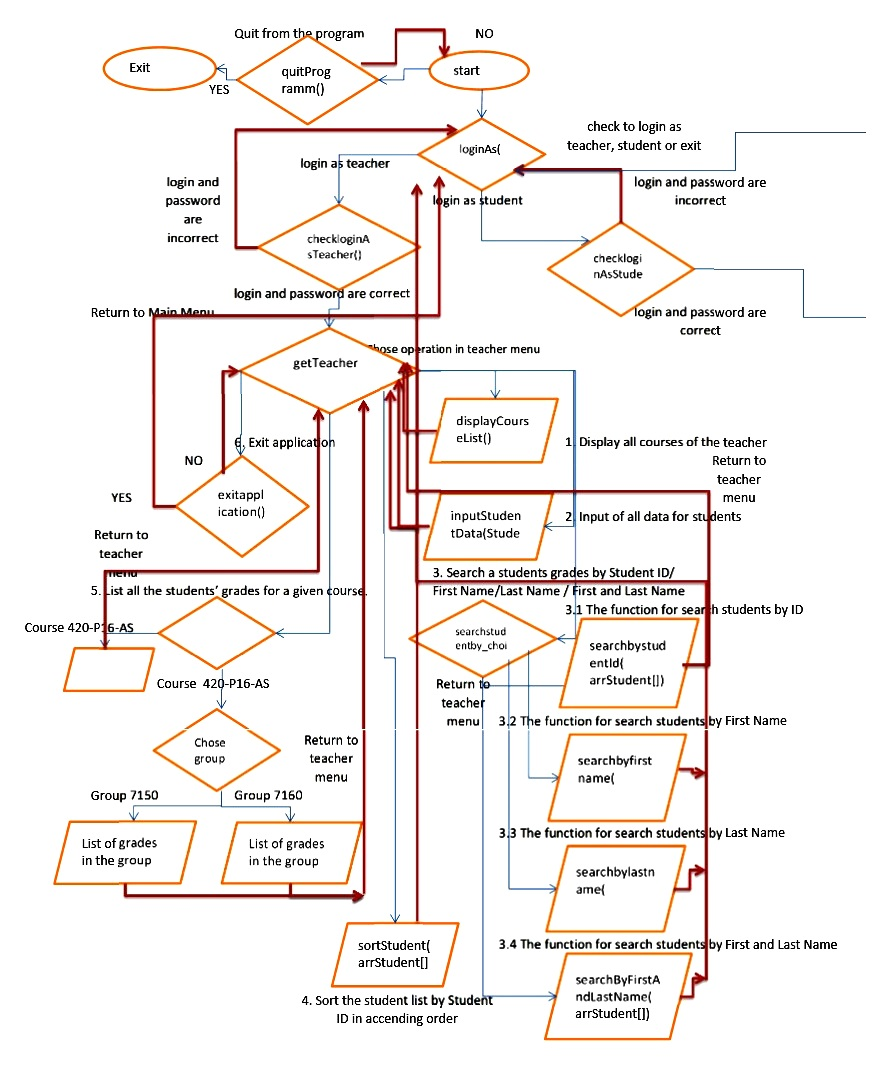 Quit from the program
NO
Exit
quitProg
ramm()
start
YES
loginAs(
check to login as
teacher, student or exit
login as teacher
login and
password
are
incorrect
login and password are
incorrect
login as student
checkloginA
sTeacher()
checklogi
nAsStude
login and password are correct
Return to Main Menu
login and password are
correct
getTeacher
Chose operation in teacher menu
displayCours
eList()
6. Exit application
1. Display all courses of the teacher
NO
Return to
teacher
menu
YES
exitappl
ication()
inputStuden
tData(Stude
2. Input of all data for students
Return to
teacher
menu
3. Search a students grades by Student ID/
First Name/Last Name / First and Last Name
5. List all the students’ grades for a given course.
3.1 The function for search students by ID
Course 420-P16-AS
searchstud
entby_choi
searchbystud
entId(
arrStudent[])
Course 420-P16-AS
Return to
teacher
menu
3.2 The function for search students by First Name
Chose
group
Return to
teacher
menu
searchbyfirst
name(
Group 7150
Group 7160
3.3 The function for search students by Last Name
List of grades
in the group
List of grades
in the group
searchbylastn
ame(
sortStudent(
arrStudent[]
3.4 The function for search students by First and Last Name
searchByFirstA
ndLastName(
arrStudent[])
4. Sort the student list by Student
ID in accending order